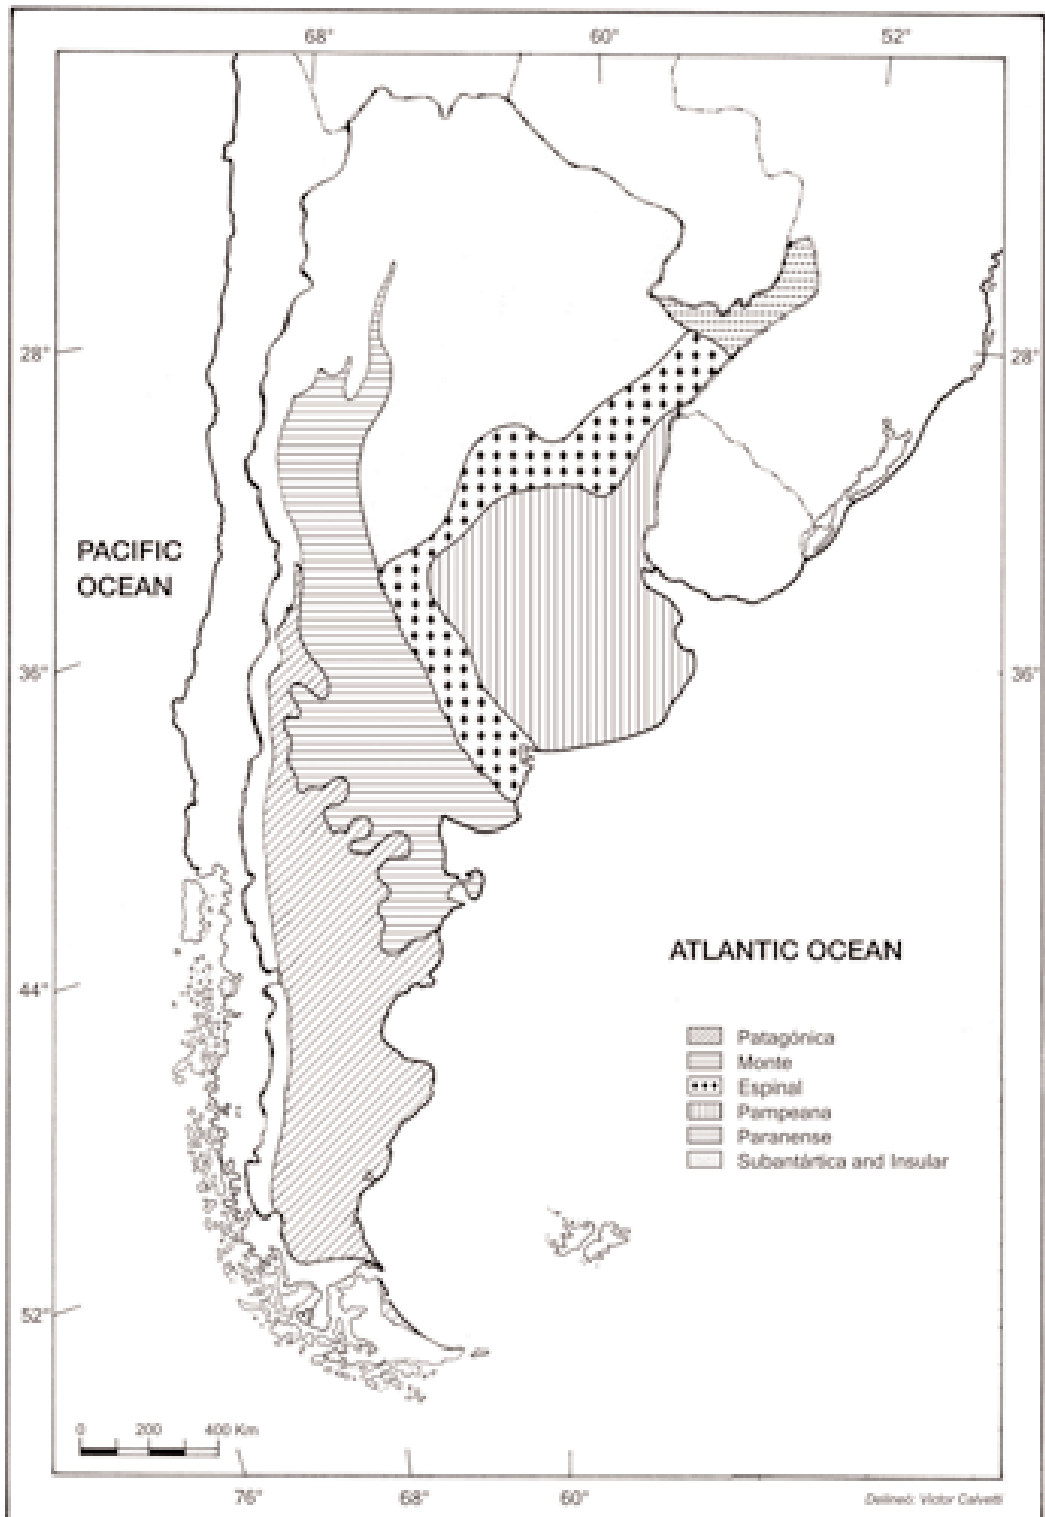 68° 60° 52°
28° 28°
PACIFIC
OCEAN
36° 36°
ATLANTIC OCEAN
44°
Patagónica
Monte
Espinal
Pampeana
Paranense
Subantártica and Insular
52°
0 200 400 Km
76° 68° 60°
Delineó: Víctor Calvetti